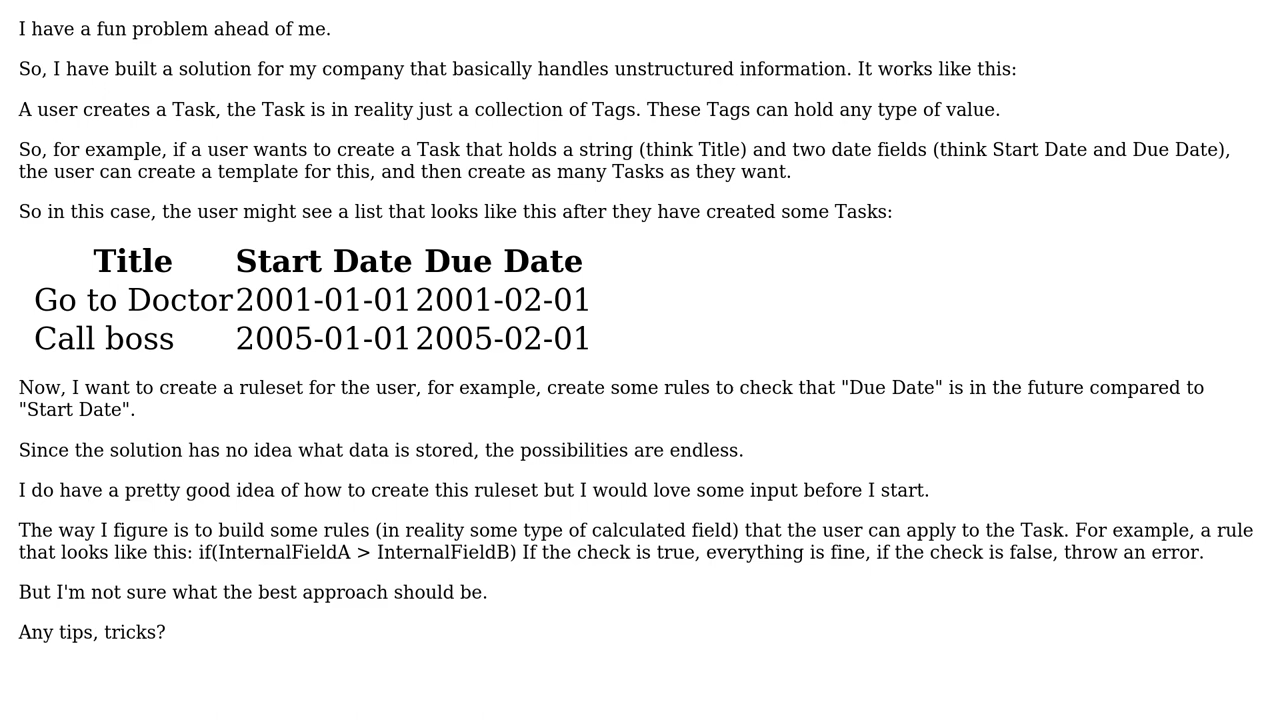 I have a fun problem ahead of me.
So, I have built a solution for my company that basically handles unstructured information. It works like this:
A user creates a Task, the Task is in reality just a collection of Tags. These Tags can hold any type of value.
So, for example, if a user wants to create a Task that holds a string (think Title) and two date fields (think Start Date and Due Date),
the user can create a template for this, and then create as many Tasks as they want.
So in this case, the user might see a list that looks like this after they have created some Tasks:
Title Start Date Due Date
Go to Doctor 2001-01-01 2001-02-01
Call boss 2005-01-01 2005-02-01
Now, I want to create a ruleset for the user, for example, create some rules to check that "Due Date" is in the future compared to
"Start Date".
Since the solution has no idea what data is stored, the possibilities are endless.
I do have a pretty good idea of how to create this ruleset but I would love some input before I start.
The way I figure is to build some rules (in reality some type of calculated field) that the user can apply to the Task. For example, a rule
that looks like this: if(InternalFieldA > InternalFieldB) If the check is true, everything is fine, if the check is false, throw an error.
But I'm not sure what the best approach should be.
Any tips, tricks?